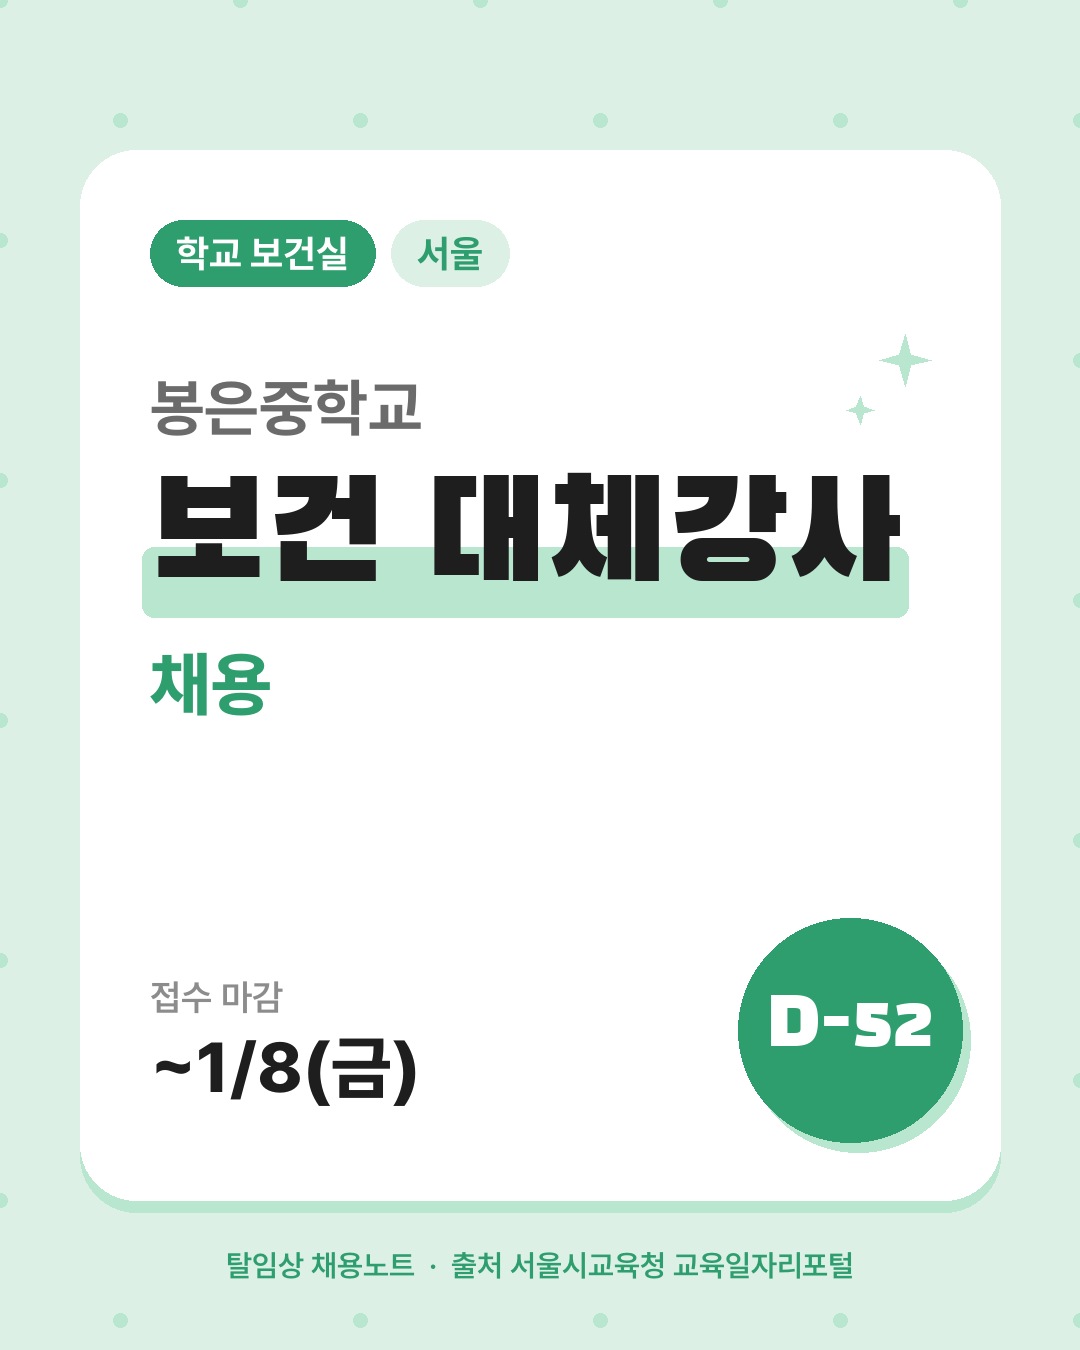 학교 보건실 서울
봉은중학교
보건 대체강사
채용
접수 마감
~1/8(금)
D-52
탈임상 채용노트 · 출처 서울시교육청 교육일자리포털